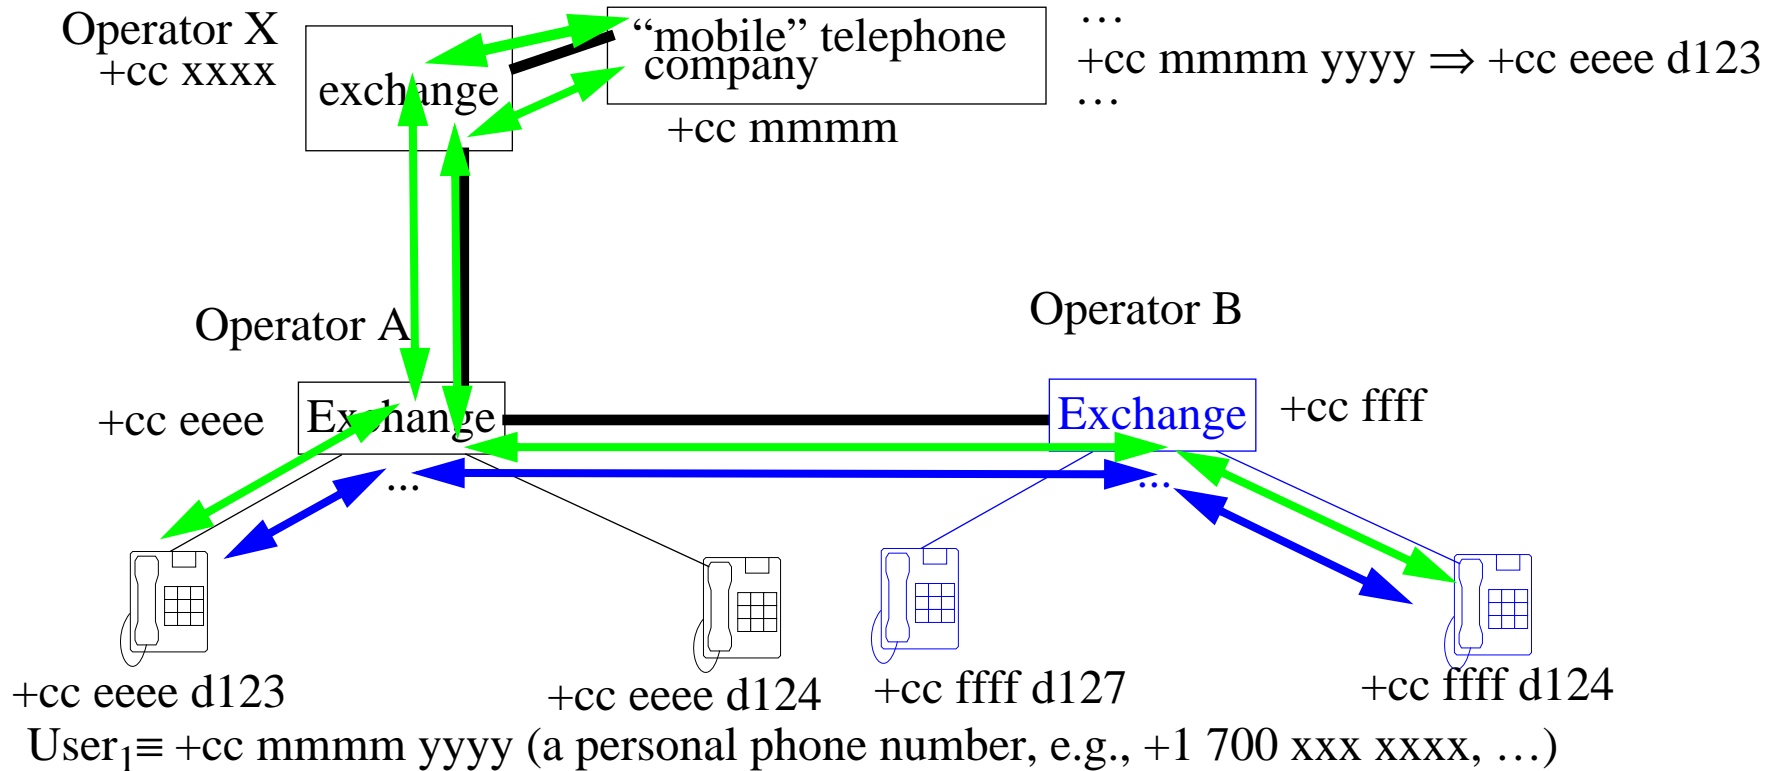 Operator X
+cc xxxx
exchange
“mobile” telephone
company
+cc mmmm
…
+cc mmmm yyyy ⇒ +cc eeee d123
…
Operator A
Operator B
+cc eeee
Exchange
Exchange
+cc ffff
...
...
+cc eeee d123
+cc eeee d124
+cc ffff d127
+cc ffff d124
User1≡ +cc mmmm yyyy (a personal phone number, e.g., +1 700 xxx xxxx, …)